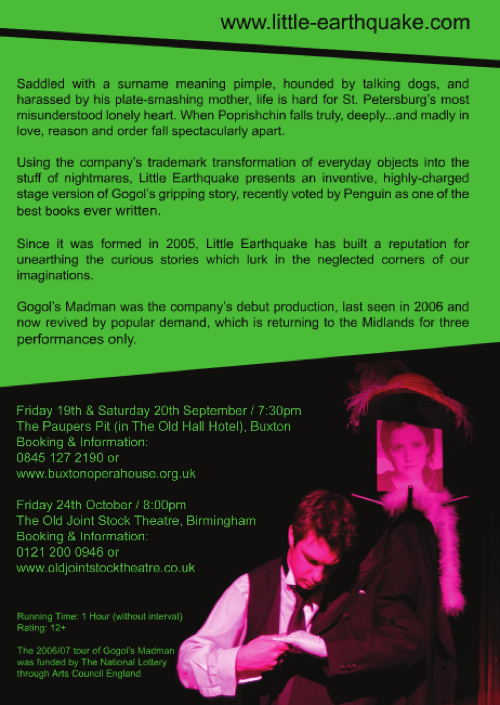 www.little-earthquake.com
Saddled with a surname meaning pimple, hounded by talking dogs, and
harassed by his plate-smashing mother, life is hard for St. Petersburg's most
misunderstood lonely heart. When Poprishchin falls truly, deeply...and madly in
love, reason and order fall spectacularly apart.
Using the company's trademark transformation of everyday objects into the
stuff of nightmares, Little Earthquake presents an inventive, highly-charged
stage version of Gogol's gripping story, recently voted by Penguin as one of the
best books ever written.
Since it was formed in 2005, Little Earthquake has built a reputation for
unearthing the curious stories which lurk in the neglected corners of our
imaginations.
Gogol's Madman was the company's debut production, last seen in 2006 and
now revived by popular demand, which is returning to the Midlands for three
performances only.
Friday 19th & Saturday 20th September / 7:30pm
The Paupers Pit (in The Old Hall Hotel), Buxton
Booking & Information:
0845 127 2190 or
www.buxtonoperahouse.org.uk
Friday 24th October / 8:00pm
The Old Joint Stock Theatre, Birmingham
Booking & Information:
0121 200 0946 or
www.oldjointstocktheatre.co.uk
Running Time: 1 Hour (without interval)
Rating: 12+
The 2006/07 tour of Gogol's Madman
was funded by The National Lottery
through Arts Council England